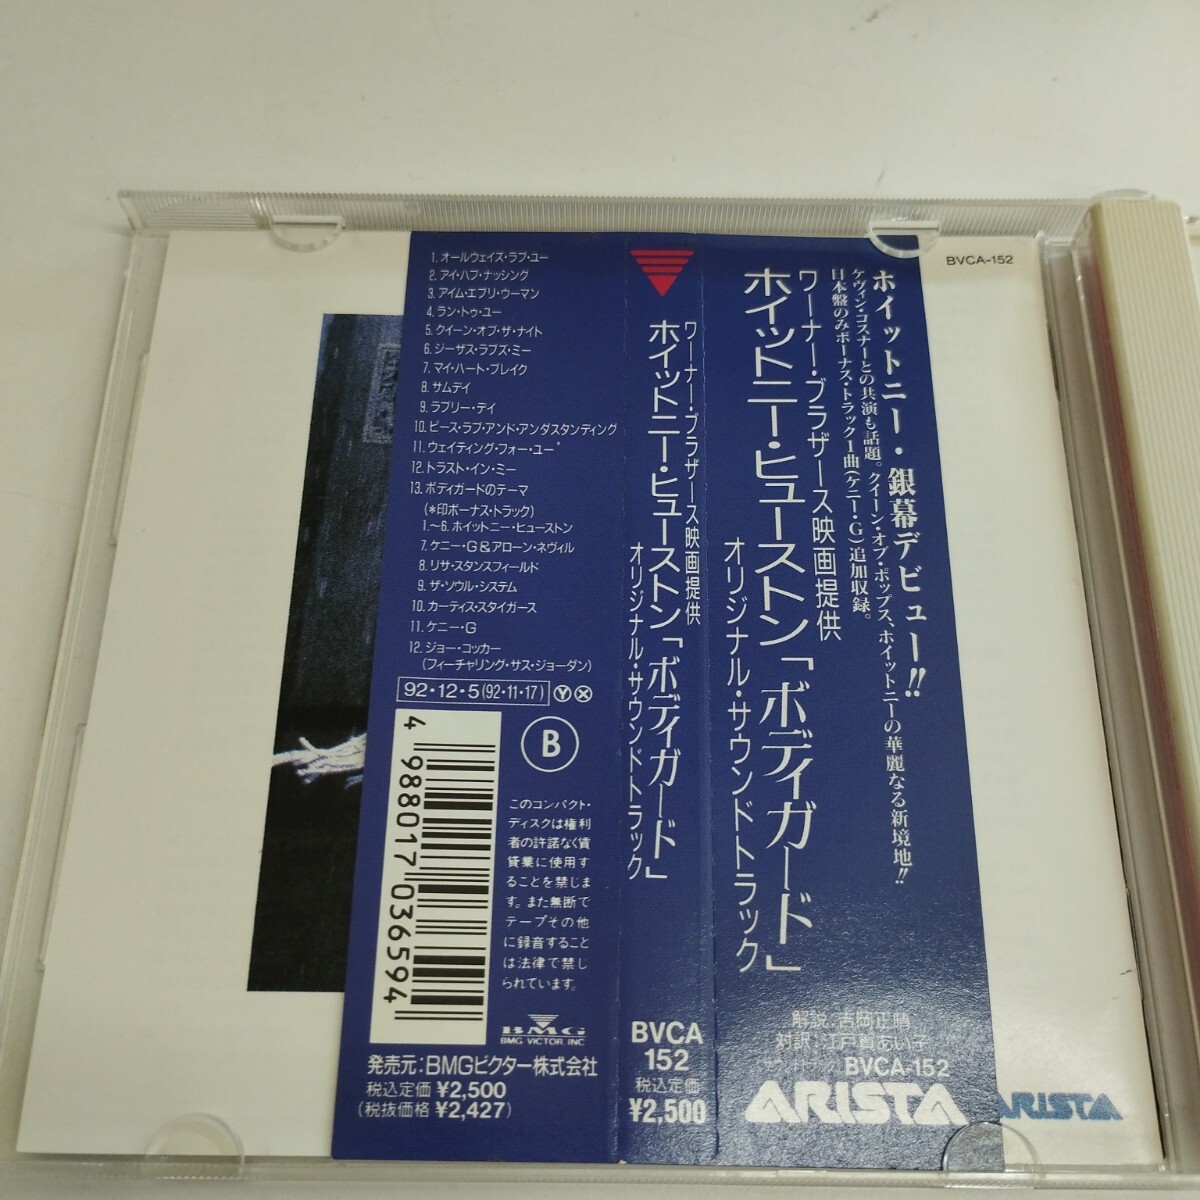 1. オールウェイズ・ラブ・ユー
2. アイ・ハブ・ナッシング
3. アイム・エブリ・ウーマン
4. ラン・トゥ・ユー
5. クイーン・オブ・ザ・ナイト
6. ジーザス・ラブズ・ミー
7. マイ・ハート・ブレイク
8. サムデイ
9. ラブリー・デイ
10. ピース・ラブ・アンド・アンダスタンディング
11. ウェイティング・フォー・ユー*
12. トラスト・イン・ミー
13. ボディガードのテーマ
(*印ボーナス・トラック)
1.〜6. ホイットニー・ヒューストン
7. ケニー・G&アローン・ネヴィル
8. リサ・スタンスフィールド
9. ザ・ソウル・システム
10. カーティス・スタイガース
11. ケニー・G
12. ジョー・コッカー
(フィーチャリング・サス・ジョーダン)
92・12・5(92・11・17) Y X
B
4 988017 036594
このコンパクト・
ディスクは権利
者の許諾なく賃
貸業に使用す
ることを禁じま
す。また無断で
テープその他
に録音すること
は法律で禁じ
られています。
BMG
BMG VICTOR INC
発売元:BMGビクター株式会社
税込定価 ¥2,500
(税抜価格 ¥2,427)
ワーナー・ブラザース映画提供
ホイットニー・ヒューストン「ボディガード」
オリジナル・サウンドトラック
BVCA
152
税込定価
¥2,500
ホイットニー・銀幕デビュー!!
ケヴィン・コスナーとの共演も話題。クイーン・オブ・ポップス、ホイットニーの華麗なる新境地!!
日本盤のみボーナス・トラック1曲(ケニー・G)追加収録。
ワーナー・ブラザース映画提供
ホイットニー・ヒューストン「ボディガード」
オリジナル・サウンドトラック
解説:吉岡正晴
対訳:江戸賀あい子
BVCA-152
ARISTA
BVCA-152
ARISTA